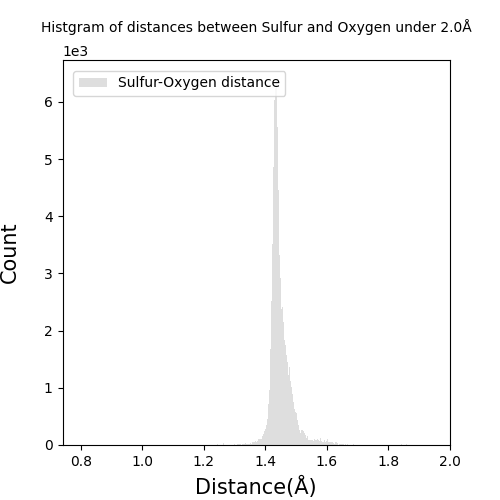 Histgram of distances between Sulfur and Oxygen under 2.0Å
1e3
Sulfur-Oxygen distance
6
5
4
3
2
1
0
Count
0.8 1.0 1.2 1.4 1.6 1.8 2.0
Distance(Å)